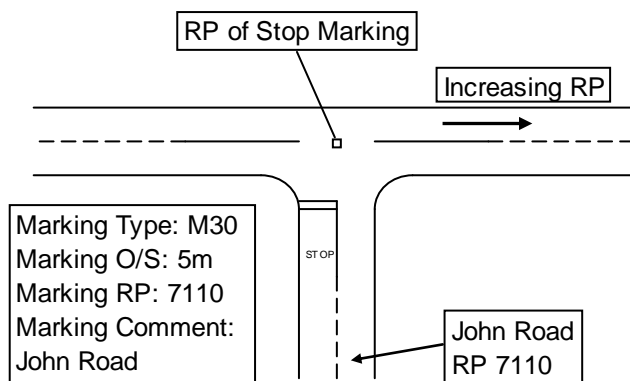 RP of Stop Marking
Increasing RP
Marking Type: M30
Marking O/S: 5m
Marking RP: 7110
Marking Comment:
John Road
STOP
John Road
RP 7110